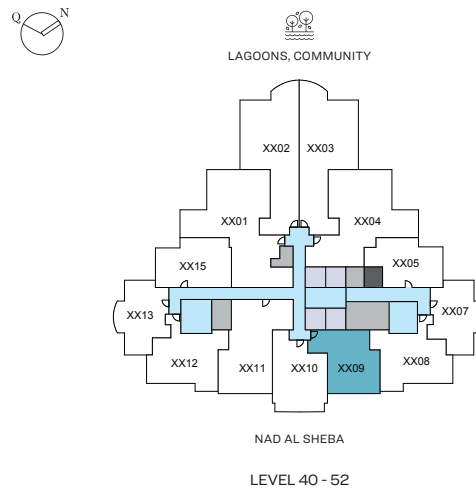 Q N
LAGOONS, COMMUNITY
XX02 XX03
XX01 XX04
XX15 XX05
XX13 XX07
XX12 XX11 XX10 XX09 XX08
NAD AL SHEBA
LEVEL 40 - 52